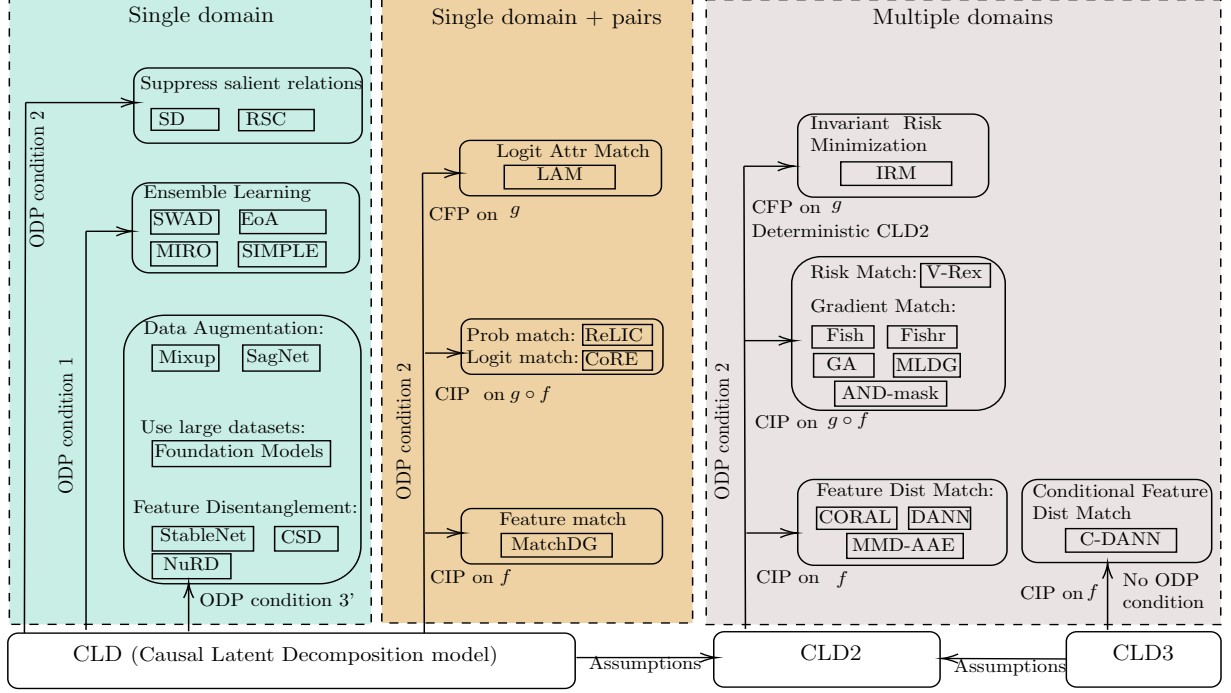 Single domain
Suppress salient relations
SD
RSC
ODP condition 2
Ensemble Learning
SWAD
EoA
MIRO
SIMPLE
ODP condition 1
Data Augmentation:
Mixup
SagNet
Use large datasets:
Foundation Models
Feature Disentanglement:
StableNet
CSD
NuRD
ODP condition 3'
Single domain + pairs
Logit Attr Match
LAM
CFP on g
Prob match: ReLIC
Logit match: CoRE
CIP on g ∘ f
ODP condition 2
Feature match
MatchDG
CIP on f
Multiple domains
Invariant Risk
Minimization
IRM
CFP on g
Deterministic CLD2
Risk Match: V-Rex
Gradient Match:
Fish
Fishr
GA
MLDG
AND-mask
CIP on g ∘ f
ODP condition 2
Feature Dist Match:
CORAL
DANN
MMD-AAE
CIP on f
Conditional Feature
Dist Match
C-DANN
CIP on f
No ODP
condition
CLD (Causal Latent Decomposition model)
Assumptions
CLD2
Assumptions
CLD3